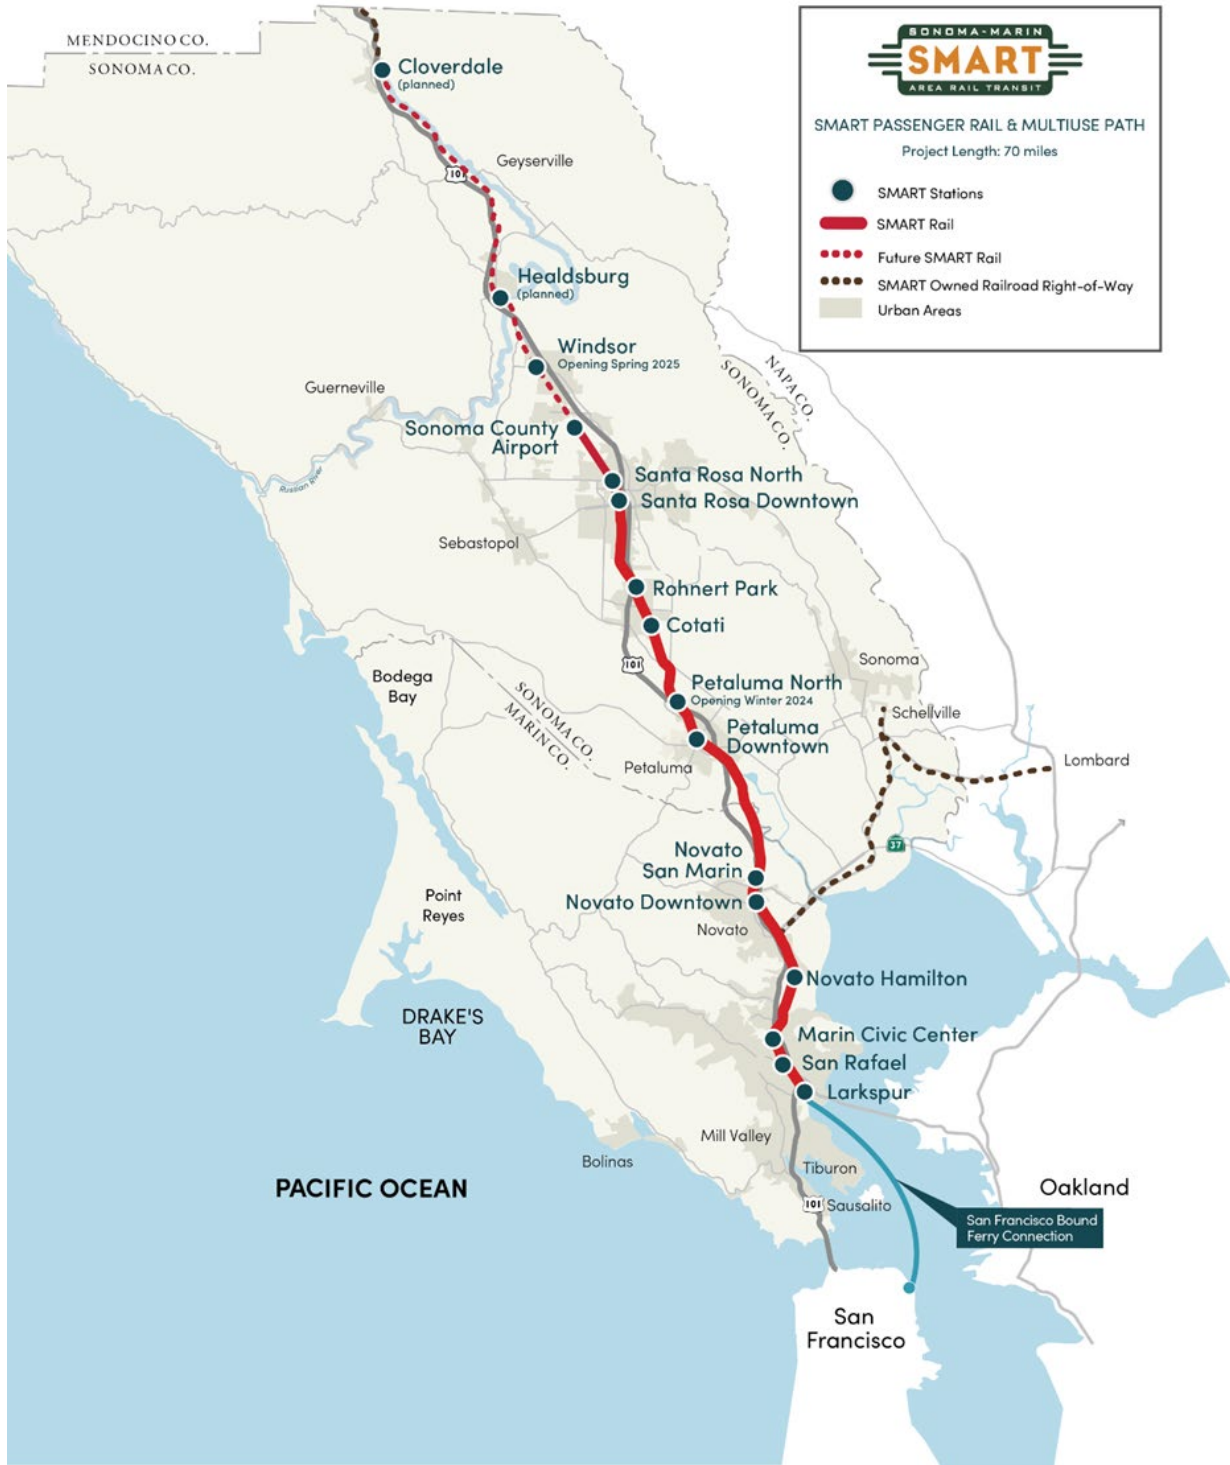 MENDOCINO CO.
SONOMA CO.
Cloverdale
(planned)
Geyserville
101
Healdsburg
(planned)
Windsor
Opening Spring 2025
Guerneville
Sonoma County
Airport
Russian River
Santa Rosa North
Santa Rosa Downtown
Sebastopol
Rohnert Park
Cotati
101
Bodega
Bay
SONOMA CO.
MARIN CO.
Petaluma North
Opening Winter 2024
Petaluma
Downtown
Petaluma
Sonoma
Schellville
Lombard
NAPA CO.
SONOMA CO.
37
Novato
San Marin
Novato Downtown
Novato
Point
Reyes
Novato Hamilton
DRAKE'S
BAY
Marin Civic Center
San Rafael
Larkspur
Mill Valley
Bolinas
Tiburon
PACIFIC OCEAN
101
Sausalito
Oakland
San Francisco Bound
Ferry Connection
San
Francisco
SONOMA-MARIN
SMART
AREA RAIL TRANSIT
SMART PASSENGER RAIL & MULTIUSE PATH
Project Length: 70 miles
SMART Stations
SMART Rail
Future SMART Rail
SMART Owned Railroad Right-of-Way
Urban Areas